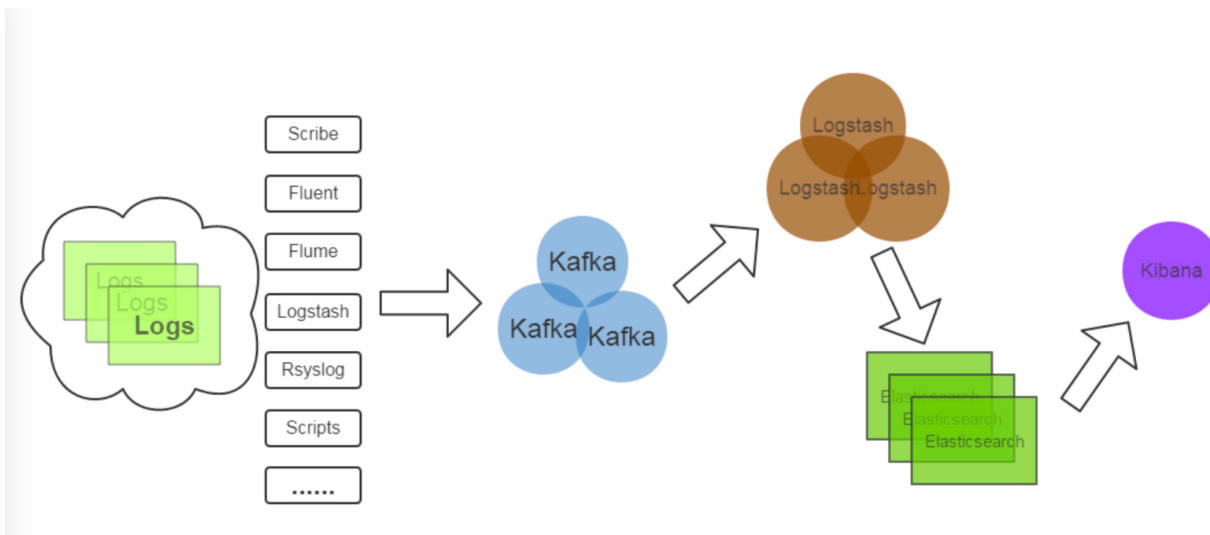 Logs
Logs
Logs
Scribe
Fluent
Flume
Logstash
Rsyslog
Scripts
......
Kafka
Kafka
Kafka
Logstash
Logstash
Logstash
Elasticsearch
Elasticsearch
Elasticsearch
Kibana